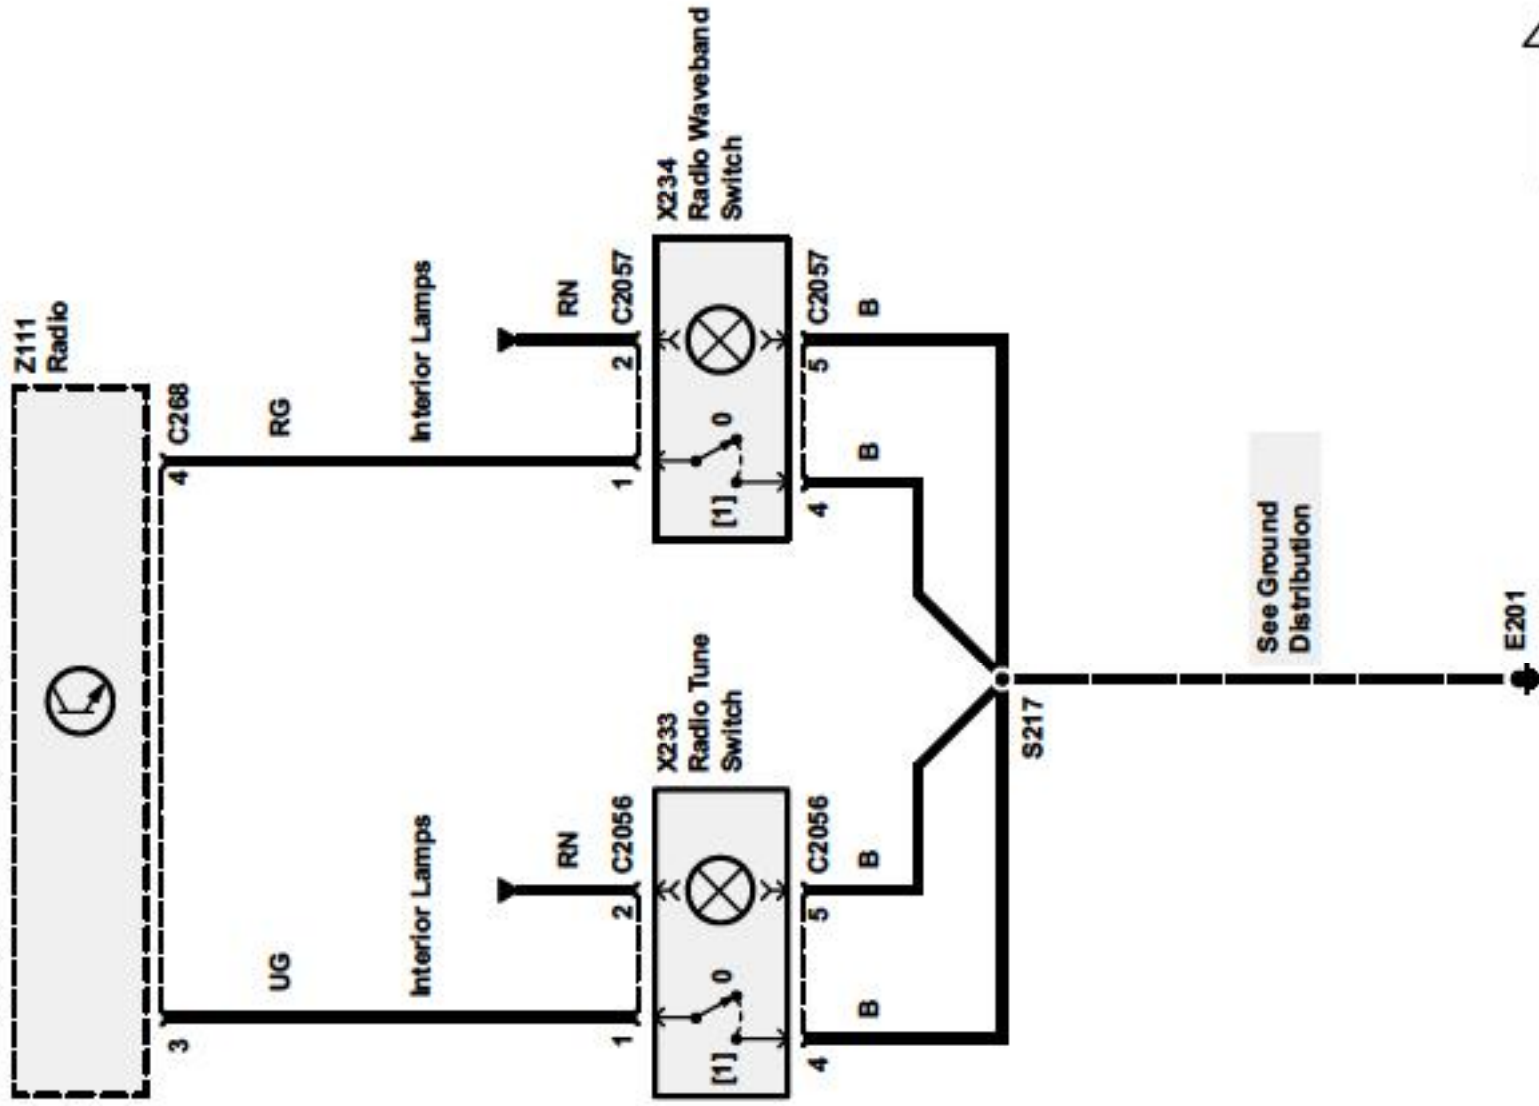 Z111
Radio
3
4
C268
UG
RG
Interior Lamps
Interior Lamps
RN
RN
1
2
C2056
1
2
C2057
X233
Radio Tune
Switch
X234
Radio Waveband
Switch
[1]
0
[1]
0
4
5
C2056
4
5
C2057
B
B
B
B
S217
See Ground
Distribution
E201